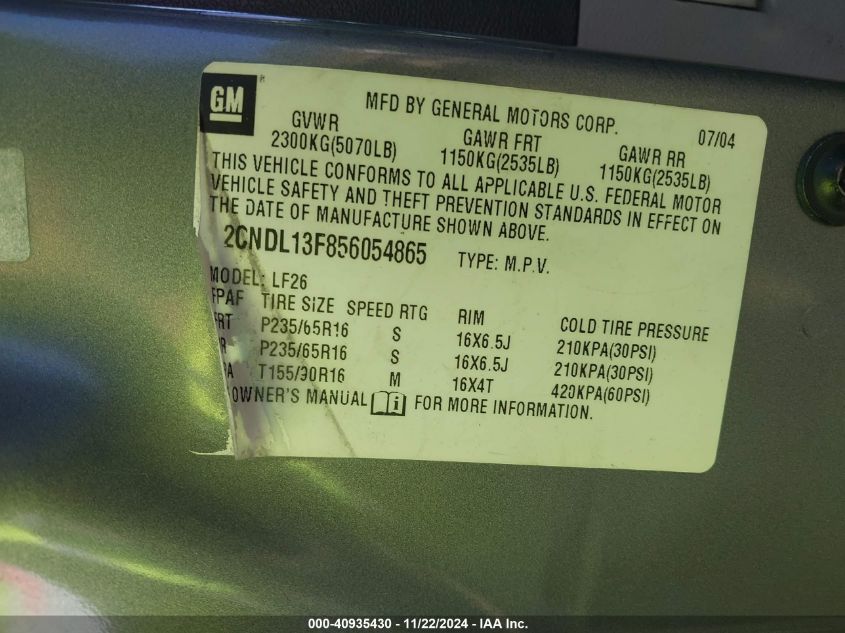 GM
MFD BY GENERAL MOTORS CORP. 07/04
GVWR GAWR FRT GAWR RR
2300KG(5070LB) 1150KG(2535LB) 1150KG(2535LB)
THIS VEHICLE CONFORMS TO ALL APPLICABLE U.S. FEDERAL MOTOR
VEHICLE SAFETY AND THEFT PREVENTION STANDARDS IN EFFECT ON
THE DATE OF MANUFACTURE SHOWN ABOVE.
2CNDL13F856054865 TYPE: M.P.V.
MODEL: LF26
FPAF TIRE SIZE SPEED RTG RIM COLD TIRE PRESSURE
FRT P235/65R16 S 16X6.5J 210KPA(30PSI)
P235/65R16 S 16X6.5J 210KPA(30PSI)
T155/90R16 M 16X4T 420KPA(60PSI)
OWNER'S MANUAL FOR MORE INFORMATION.
000-40935430 - 11/22/2024 - IAA Inc.